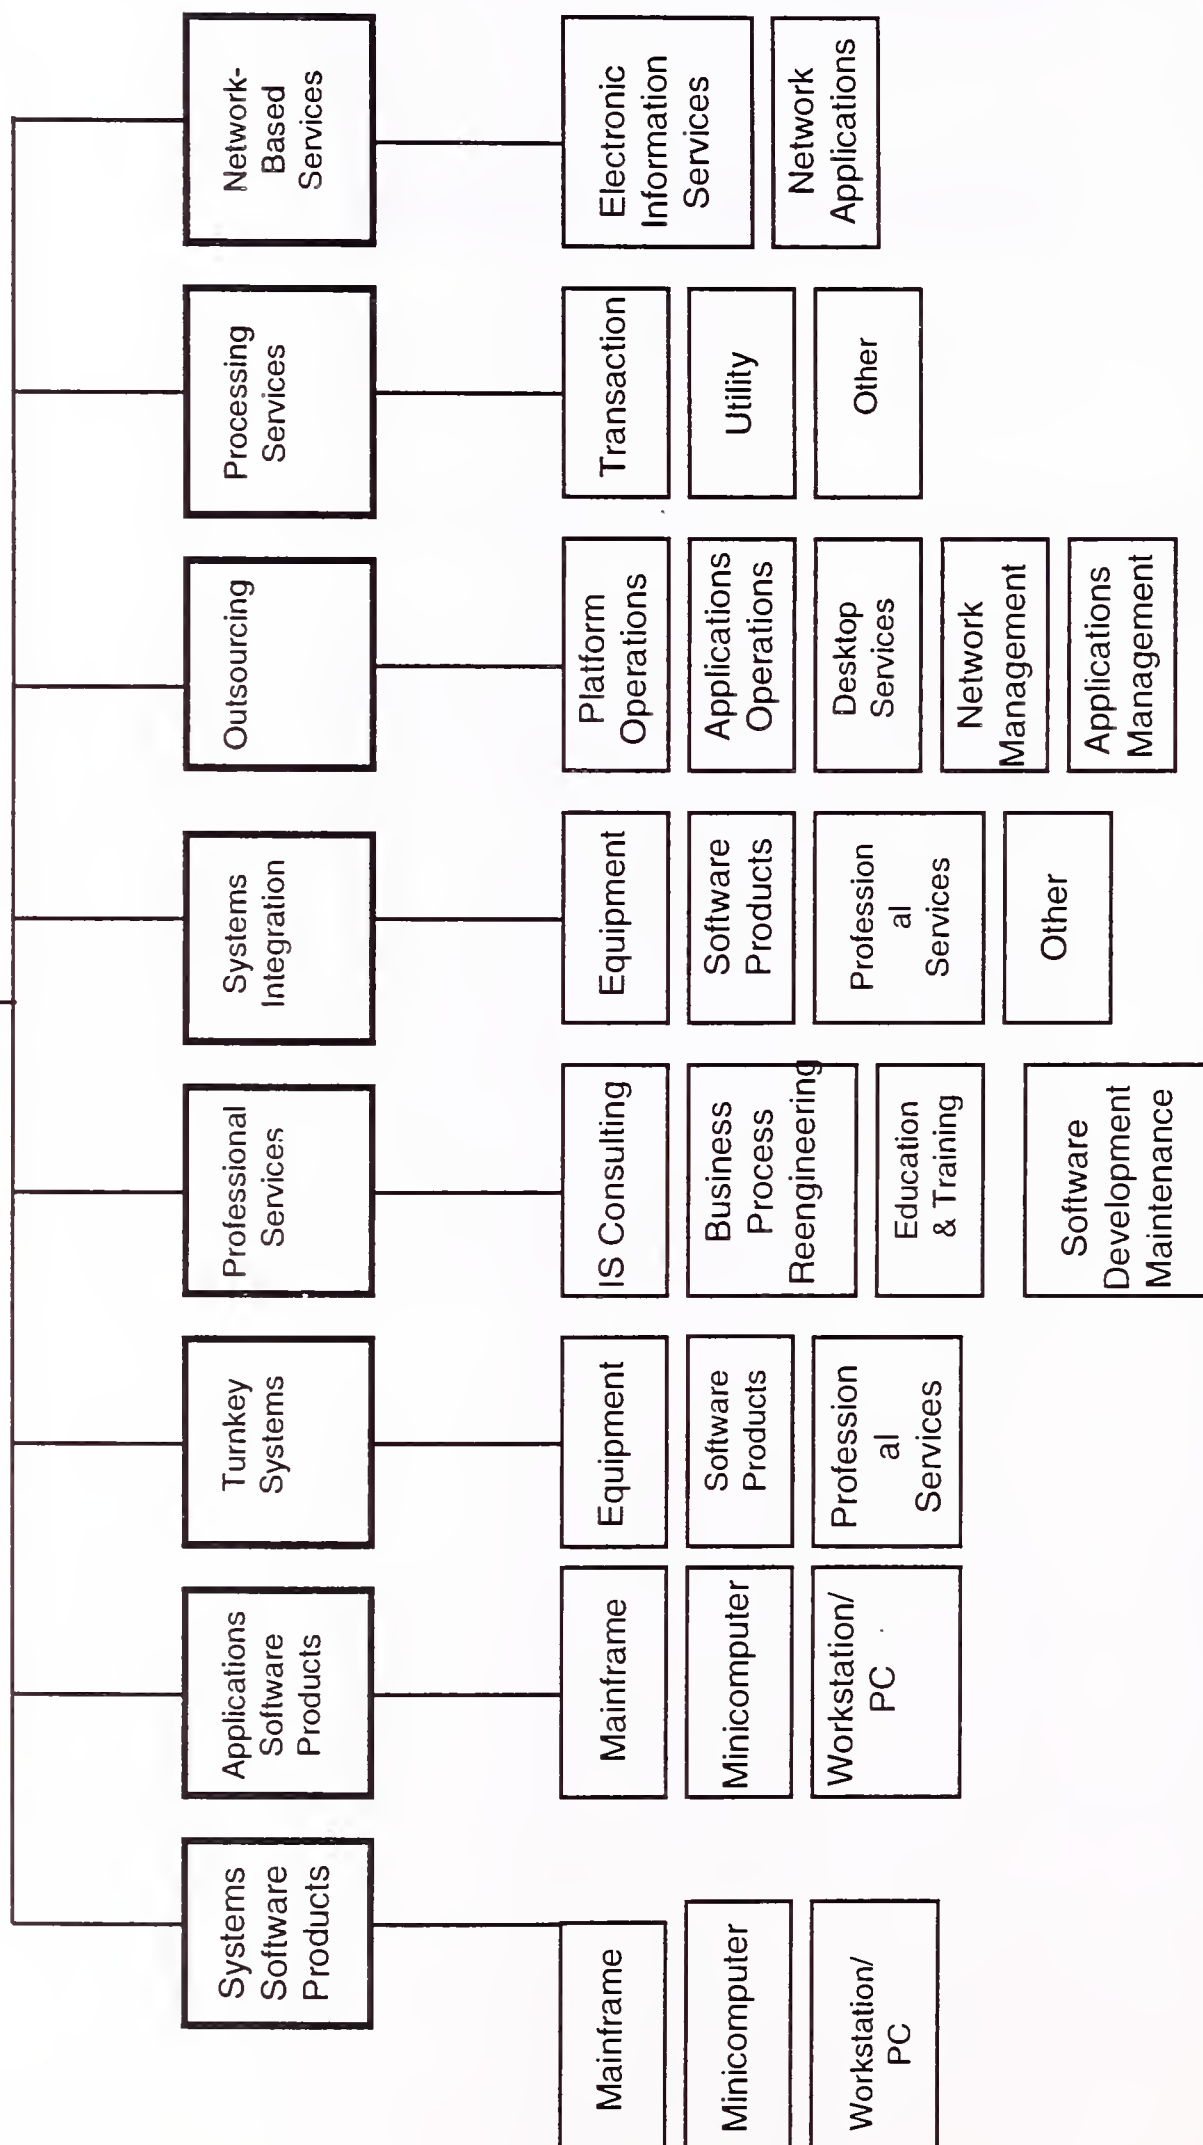 Systems
Software
Products
Mainframe
Minicomputer
Workstation/
PC
Applications
Software
Products
Mainframe
Minicomputer
Workstation/
PC
Turnkey
Systems
Equipment
Software
Products
Profession
al
Services
Professional
Services
IS Consulting
Business
Process
Reengineering
Education
& Training
Software
Development
Maintenance
Systems
Integration
Equipment
Software
Products
Profession
al
Services
Other
Outsourcing
Platform
Operations
Applications
Operations
Desktop
Services
Network
Management
Applications
Management
Processing
Services
Transaction
Utility
Other
Network-
Based
Services
Electronic
Information
Services
Network
Applications